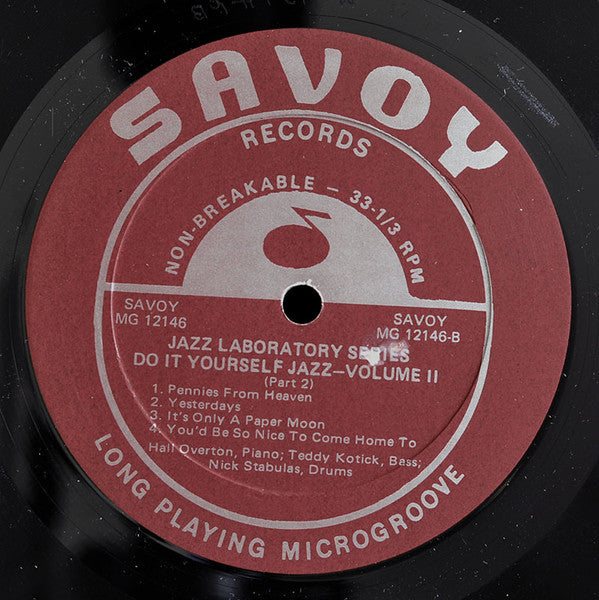 SAVOY
RECORDS
NON-BREAKABLE — 33-1/3 RPM
SAVOY
MG 12146
SAVOY
MG 12146-B
JAZZ LABORATORY SERIES
DO IT YOURSELF JAZZ—VOLUME II
(Part 2)
1. Pennies From Heaven
2. Yesterdays
3. It's Only A Paper Moon
4. You'd Be So Nice To Come Home To
Hall Overton, Piano; Teddy Kotick, Bass;
Nick Stabulas, Drums
LONG PLAYING MICROGROOVE